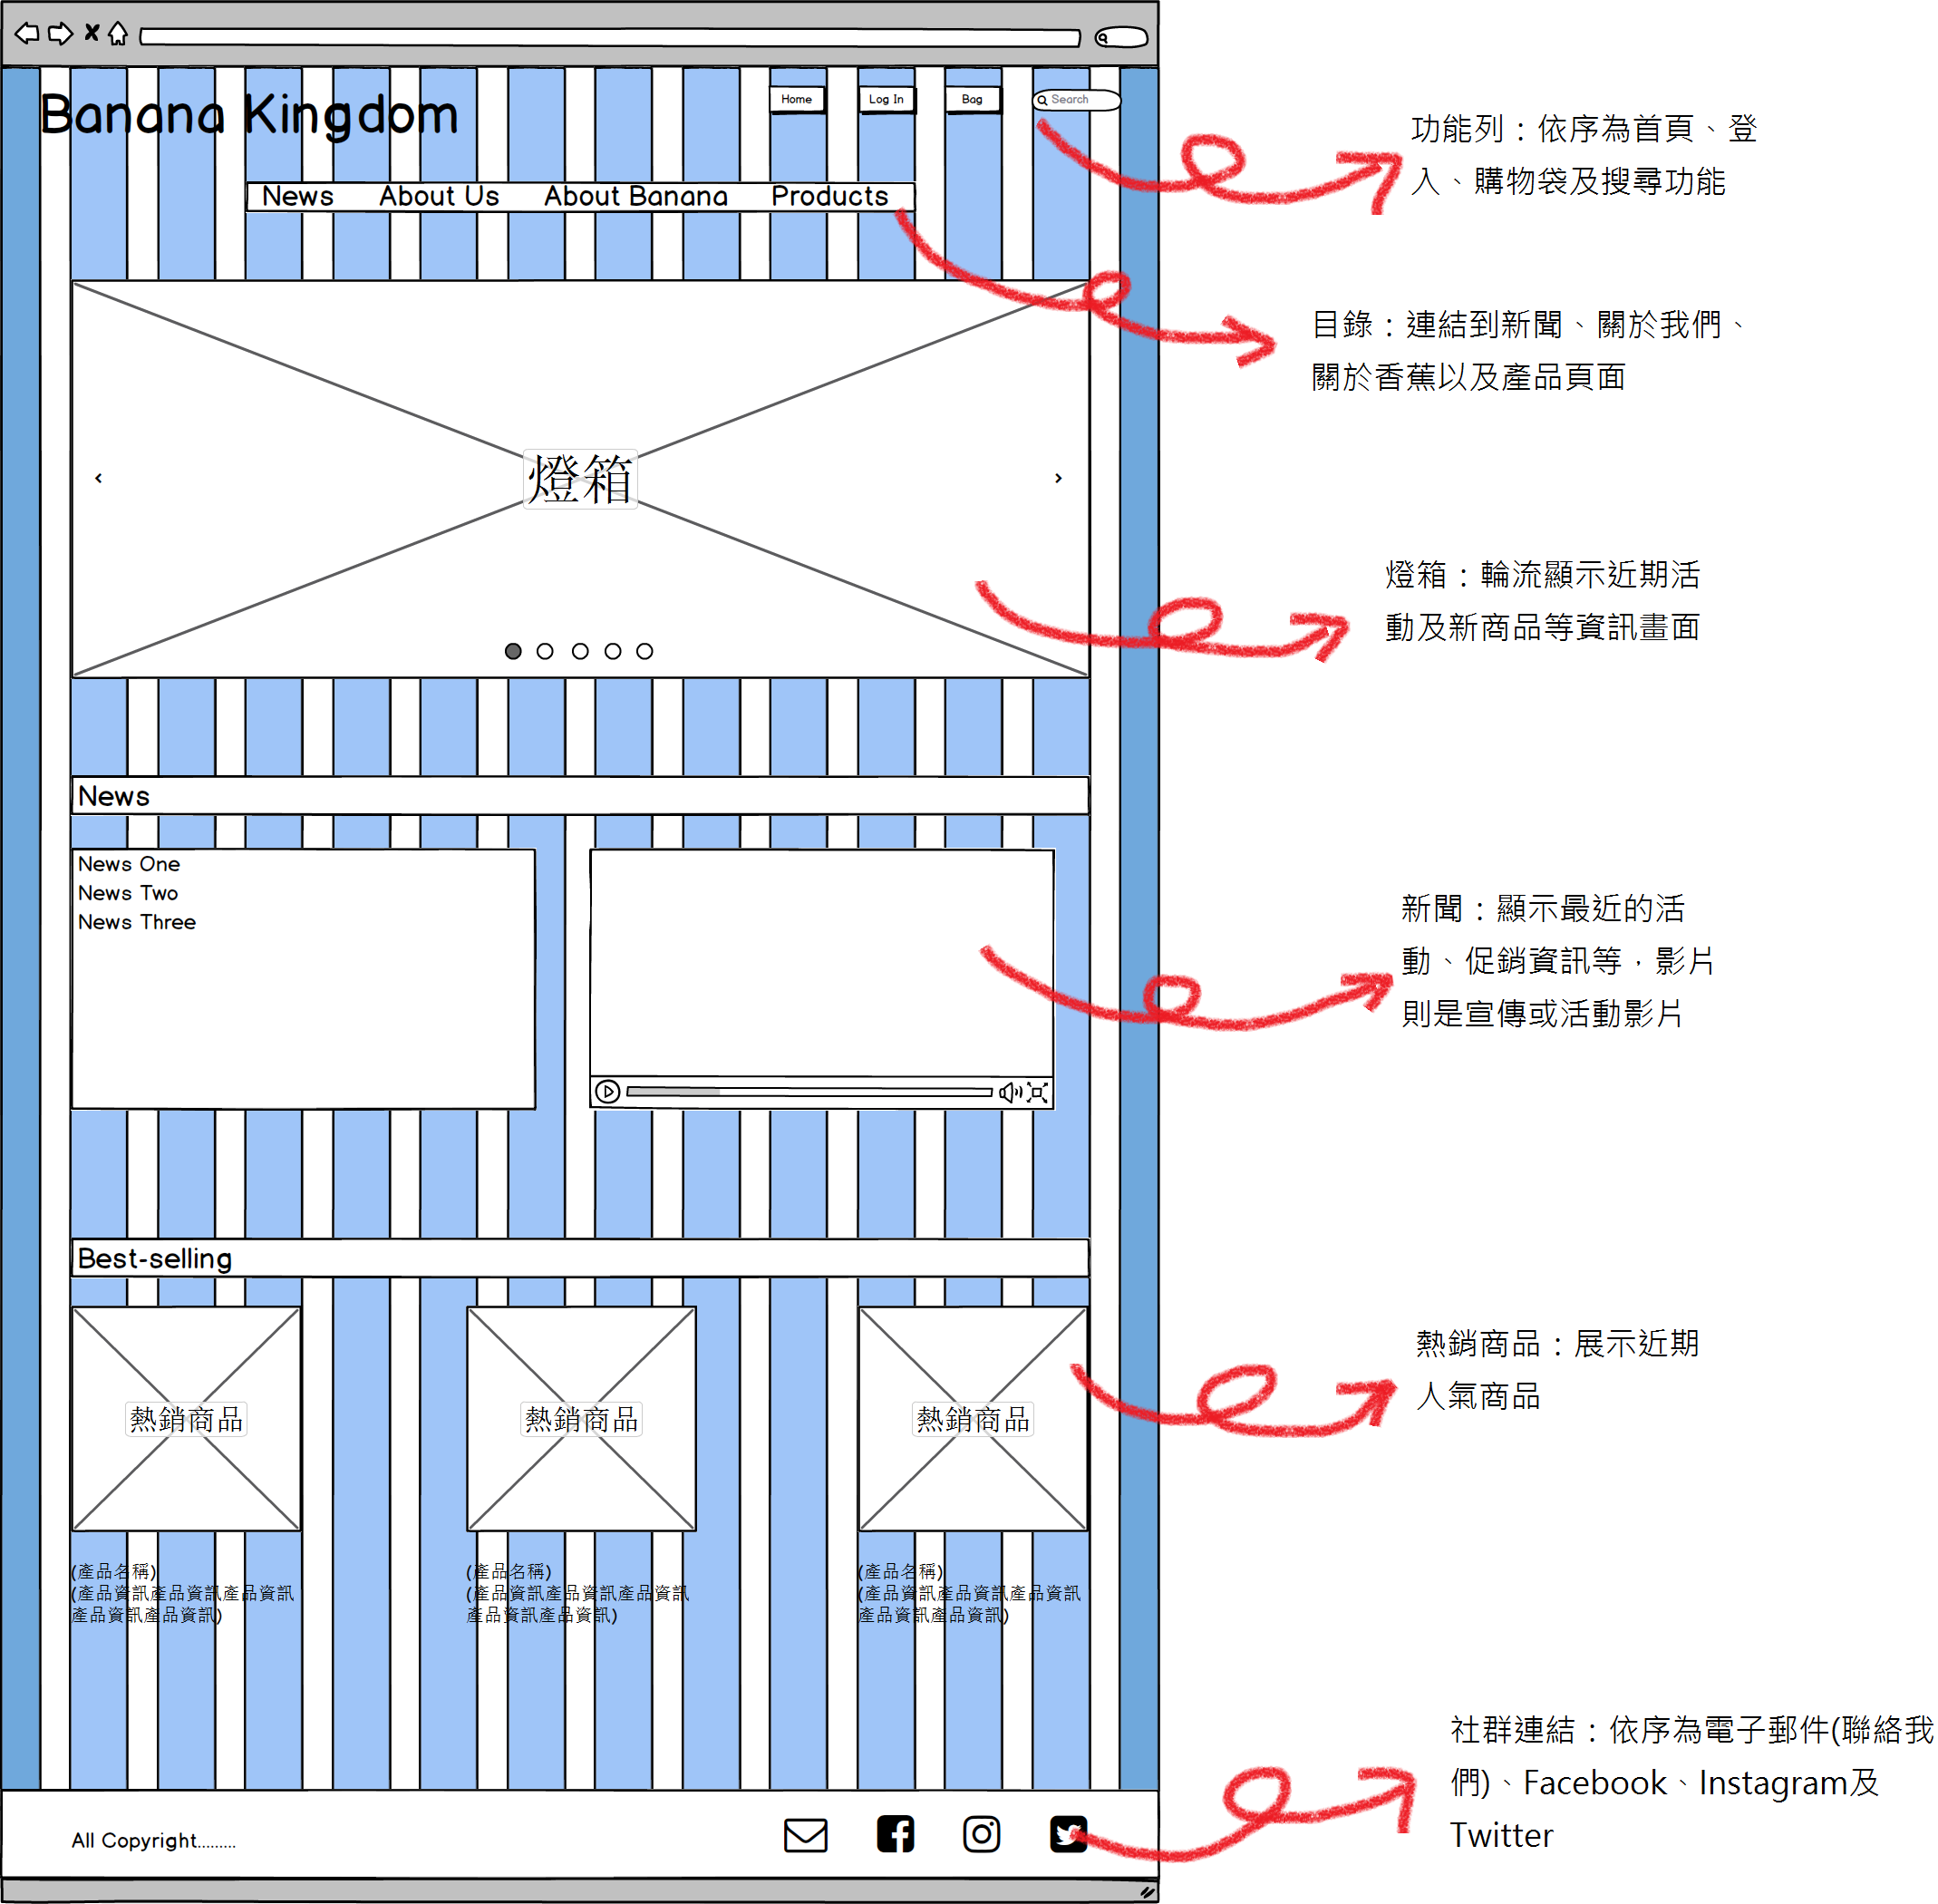 Banana Kingdom
Home
Log In
Bag
Search
功能列：依序為首頁、登
入、購物袋及搜尋功能
News About Us About Banana Products
目錄：連結到新聞、關於我們、
關於香蕉以及產品頁面
燈箱
燈箱：輪流顯示近期活
動及新商品等資訊畫面
News
News One
News Two
News Three
新聞：顯示最近的活
動、促銷資訊等，影片
則是宣傳或活動影片
Best-selling
熱銷商品
熱銷商品
熱銷商品
熱銷商品：展示近期
人氣商品
(產品名稱)
(產品資訊產品資訊產品資訊
產品資訊產品資訊)
(產品名稱)
(產品資訊產品資訊產品資訊
產品資訊產品資訊)
(產品名稱)
(產品資訊產品資訊產品資訊
產品資訊產品資訊)
社群連結：依序為電子郵件(聯絡我
們)、Facebook、Instagram及
Twitter
All Copyright.........